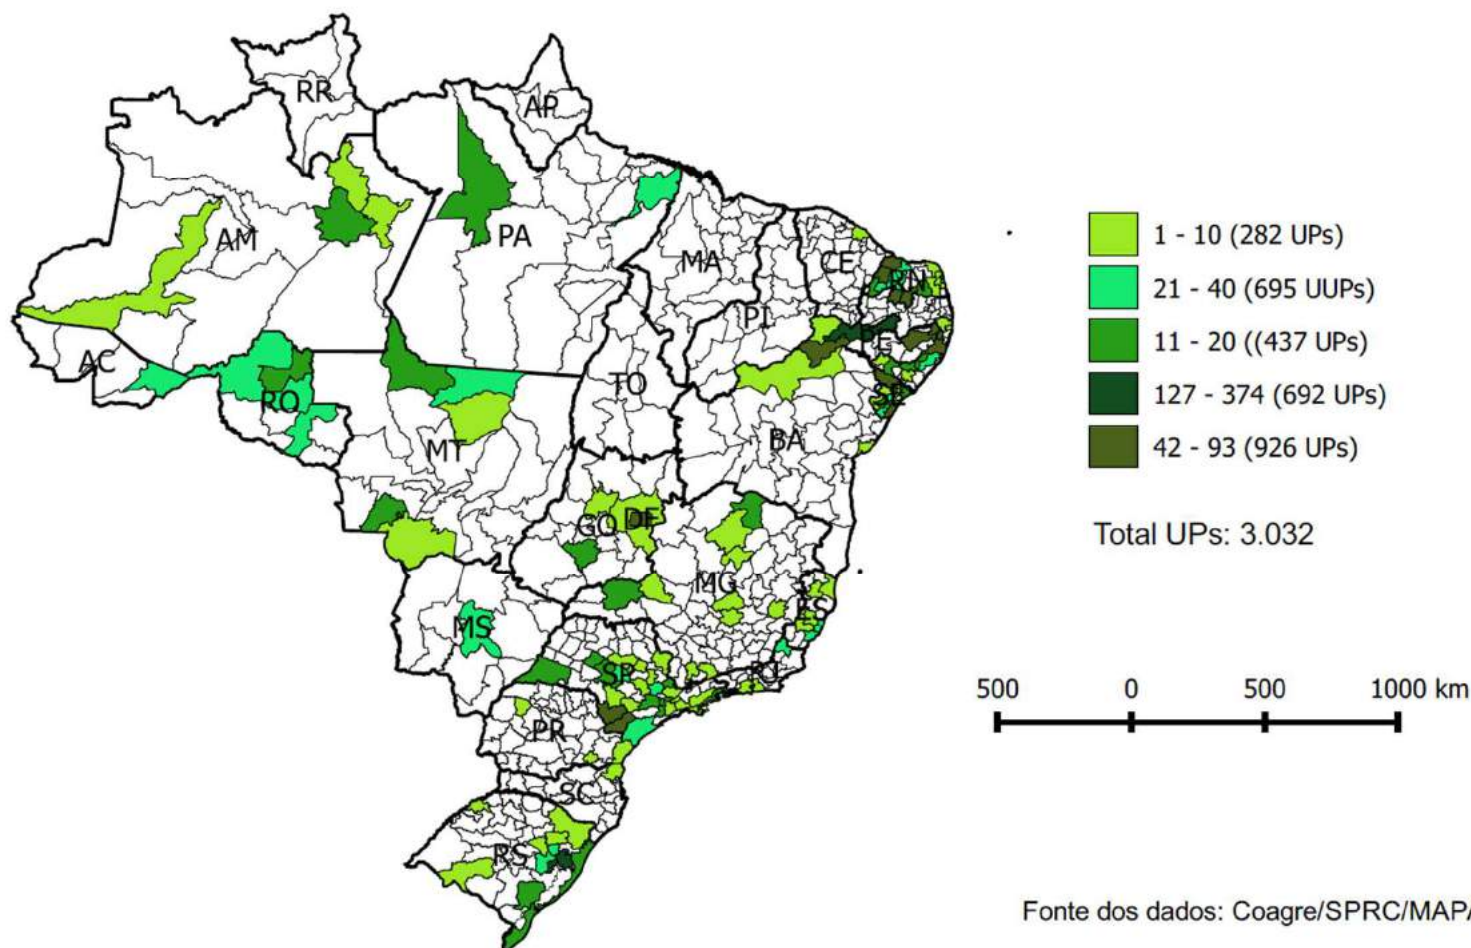 RR
AP
AM
PA
MA
CE
RN
PI
PE
AC
TO
SE
RO
BA
MT
GO
DF
MG
ES
MS
SP
RJ
PR
SC
RS
1 - 10 (282 UPs)
21 - 40 (695 UUPs)
11 - 20 ((437 UPs)
127 - 374 (692 UPs)
42 - 93 (926 UPs)
Total UPs: 3.032
500 0 500 1000 km
Fonte dos dados: Coagre/SPRC/MAPA